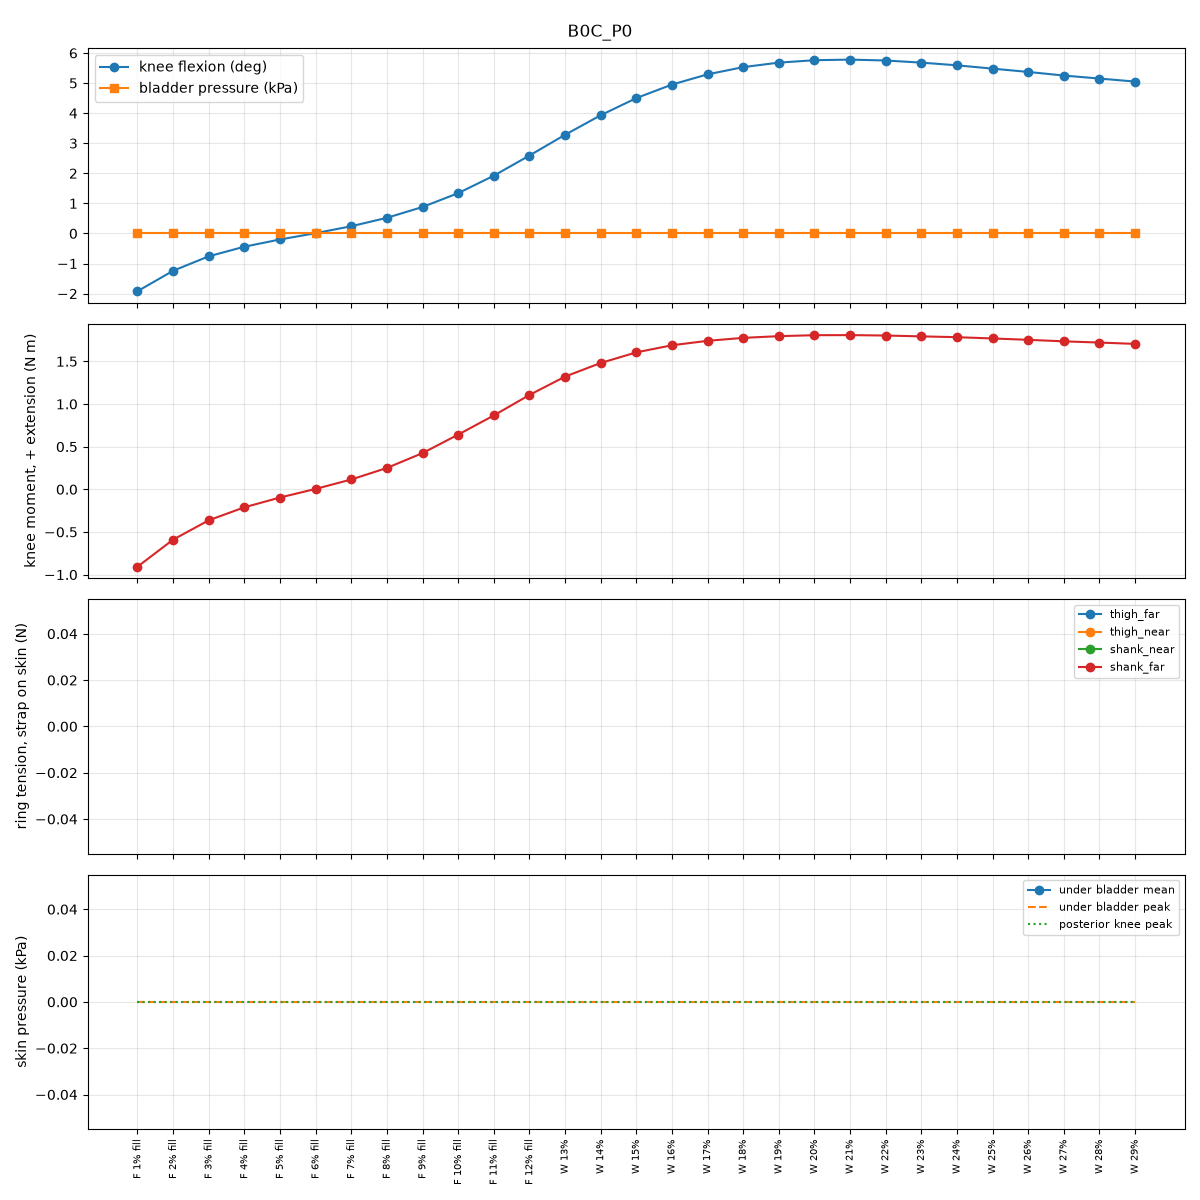 B0C_P0
6
5
4
3
2
1
0
−1
−2
knee flexion (deg)
bladder pressure (kPa)
knee moment, + extension (N m)
1.5
1.0
0.5
0.0
−0.5
−1.0
ring tension, strap on skin (N)
0.04
0.02
0.00
−0.02
−0.04
thigh_far
thigh_near
shank_near
shank_far
skin pressure (kPa)
0.04
0.02
0.00
−0.02
−0.04
under bladder mean
under bladder peak
posterior knee peak
F 1% fill
F 2% fill
F 3% fill
F 4% fill
F 5% fill
F 6% fill
F 7% fill
F 8% fill
F 9% fill
F 10% fill
F 11% fill
F 12% fill
W 13%
W 14%
W 15%
W 16%
W 17%
W 18%
W 19%
W 20%
W 21%
W 22%
W 23%
W 24%
W 25%
W 26%
W 27%
W 28%
W 29%